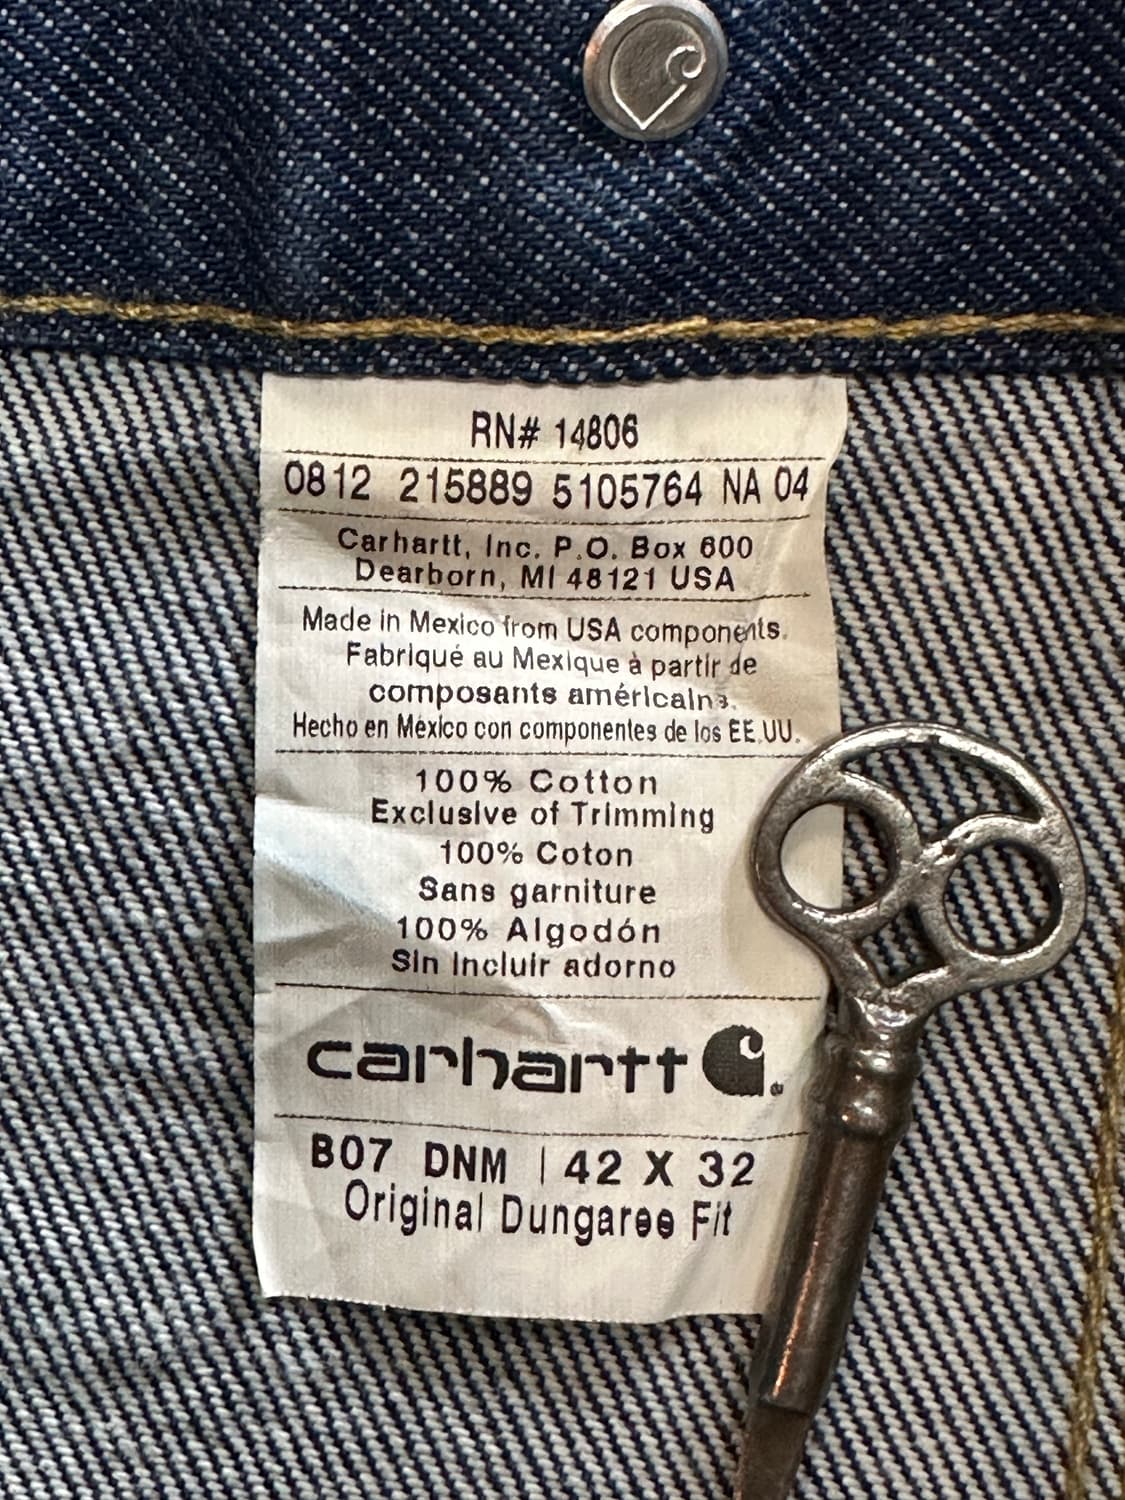 RN# 14806
0812 215889 5105764 NA 04
Carhartt, Inc. P.O. Box 600
Dearborn, MI 48121 USA
Made in Mexico from USA components.
Fabriqué au Mexique à partir de
composants américains.
Hecho en México con componentes de los EE.UU.
100% Cotton
Exclusive of Trimming
100% Coton
Sans garniture
100% Algodón
Sin incluir adorno
carhartt
B07 DNM | 42 X 32
Original Dungaree Fit